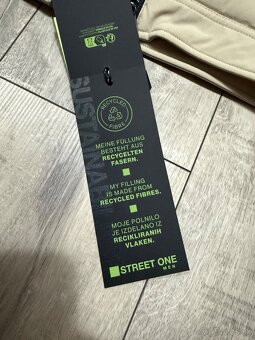 RECYCLED
FIBRE
MEINE FÜLLUNG
BESTEHT AUS
RECYCELTEN
FASERN.
MY FILLING
IS MADE FROM
RECYCLED FIBRES.
MOJE POLNILO
JE IZDELANO IZ
RECIKLIRANIH
VLAKEN.
STREET ONE
MEN